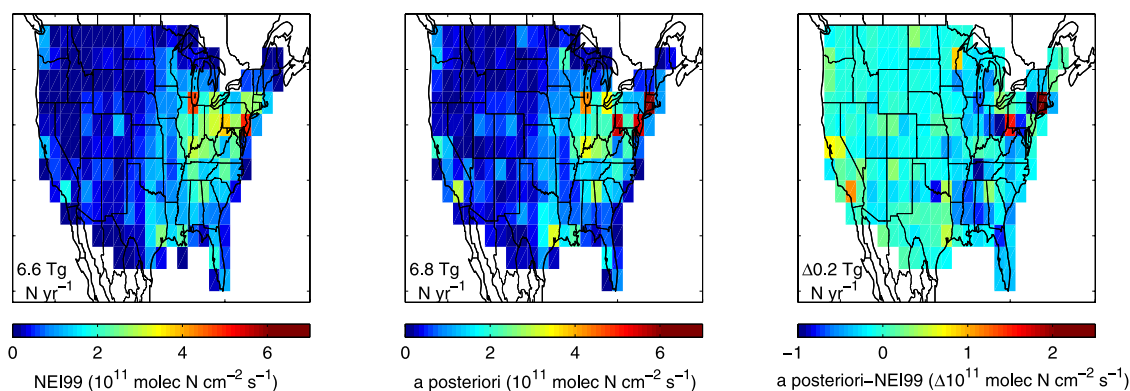 6.6 Tg
N yr⁻¹
6.8 Tg
N yr⁻¹
Δ0.2 Tg
N yr⁻¹
0 2 4 6
NEI99 (10¹¹ molec N cm⁻² s⁻¹)
0 2 4 6
a posteriori (10¹¹ molec N cm⁻² s⁻¹)
−1 0 1 2
a posteriori−NEI99 (Δ10¹¹ molec N cm⁻² s⁻¹)